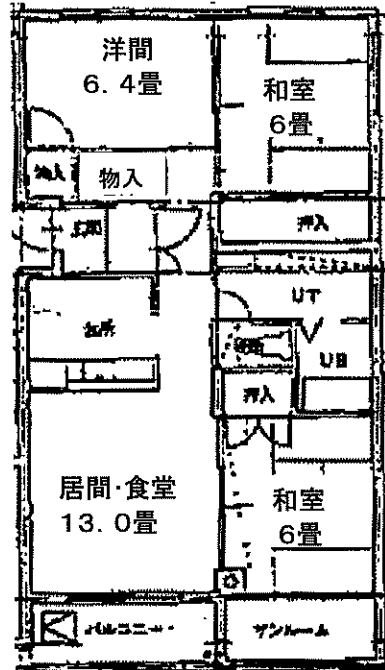 洋間
6.4畳
和室
6畳
物入
物入
玄関
押入
台所
UT
UB
押入
居間・食堂
13.0畳
和室
6畳
バルコニー
サンルーム